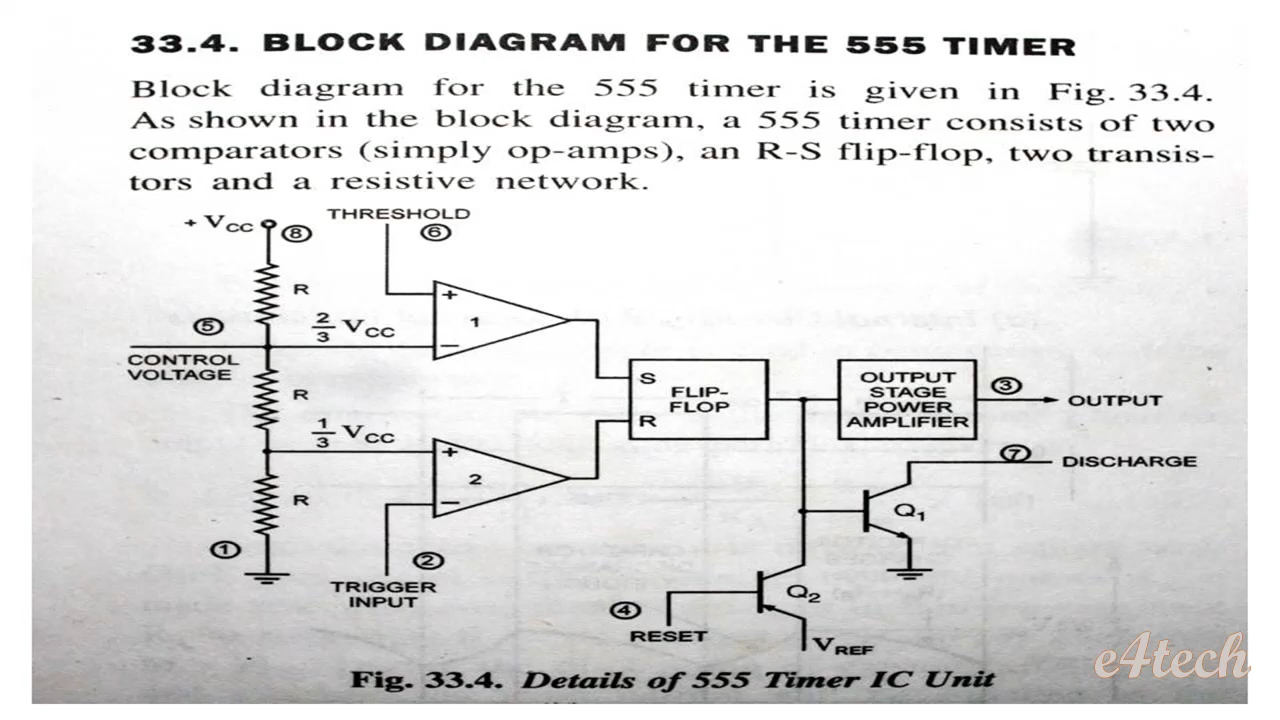 33.4. BLOCK DIAGRAM FOR THE 555 TIMER
Block diagram for the 555 timer is given in Fig. 33.4.
As shown in the block diagram, a 555 timer consists of two
comparators (simply op-amps), an R-S flip-flop, two transis-
tors and a resistive network.
+ VCC
8
THRESHOLD
6
R
+
1
5
2/3 VCC
−
CONTROL
VOLTAGE
R
1/3 VCC
+
2
−
R
1
2
TRIGGER
INPUT
S
FLIP-
FLOP
R
OUTPUT
STAGE
POWER
AMPLIFIER
3
OUTPUT
7
DISCHARGE
Q1
Q2
4
RESET
VREF
Fig. 33.4. Details of 555 Timer IC Unit
e4tech